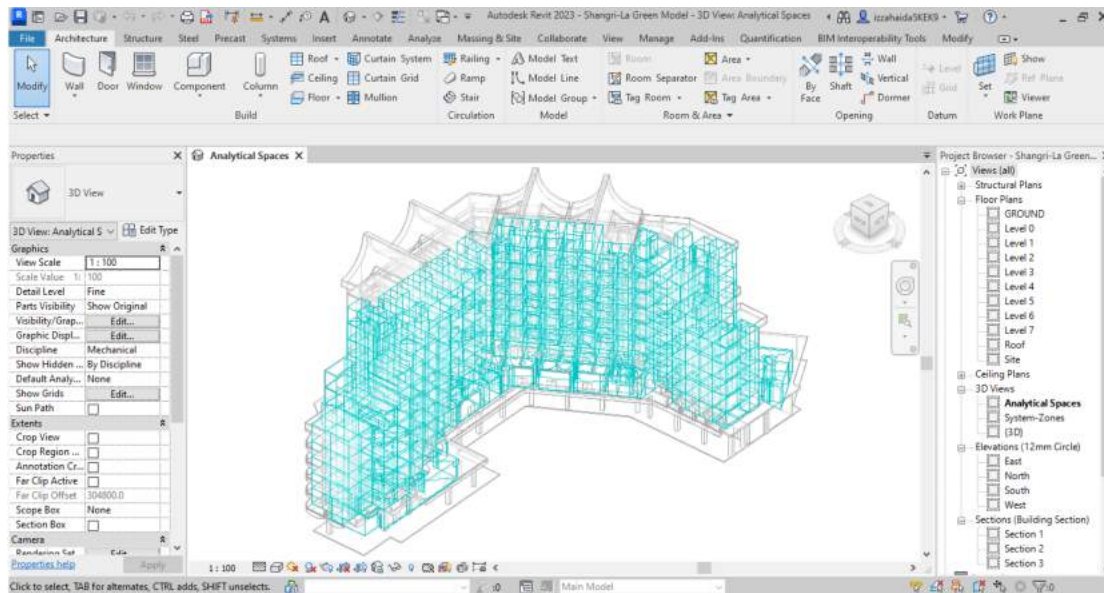 Autodesk Revit 2023 - Shangri-La Green Model - 3D View: Analytical Spaces
izzahaidaSKEK9
File Architecture Structure Steel Precast Systems Insert Annotate Analyze Massing & Site Collaborate View Manage Add-Ins Quantification BIM Interoperability Tools Modify
Modify Wall Door Window Component Column
Roof Curtain System
Ceiling Curtain Grid
Floor Mullion
Railing
Ramp
Stair
Model Text
Model Line
Model Group
Room
Room Separator
Tag Room
Area
Area Boundary
Tag Area
By Face
Shaft
Wall
Vertical
Dormer
Level
Grid
Set
Show
Ref Plane
Viewer
Select Build Circulation Model Room & Area Opening Datum Work Plane
Properties
3D View
3D View: Analytical S
Edit Type
Graphics
View Scale 1 : 100
Scale Value 1: 100
Detail Level Fine
Parts Visibility Show Original
Visibility/Grap... Edit...
Graphic Displ... Edit...
Discipline Mechanical
Show Hidden ... By Discipline
Default Analy... None
Show Grids Edit...
Sun Path
Extents
Crop View
Crop Region ...
Annotation Cr...
Far Clip Active
Far Clip Offset 304800.0
Scope Box None
Section Box
Camera
Rendering Set Edit
Properties help Apply
Analytical Spaces
1 : 100
Project Browser - Shangri-La Green...
Views (all)
Structural Plans
Floor Plans
GROUND
Level 0
Level 1
Level 2
Level 3
Level 4
Level 5
Level 6
Level 7
Roof
Site
Ceiling Plans
3D Views
Analytical Spaces
System-Zones
{3D}
Elevations (12mm Circle)
East
North
South
West
Sections (Building Section)
Section 1
Section 2
Section 3
Click to select, TAB for alternates, CTRL adds, SHIFT unselects.
:0
Main Model
:0